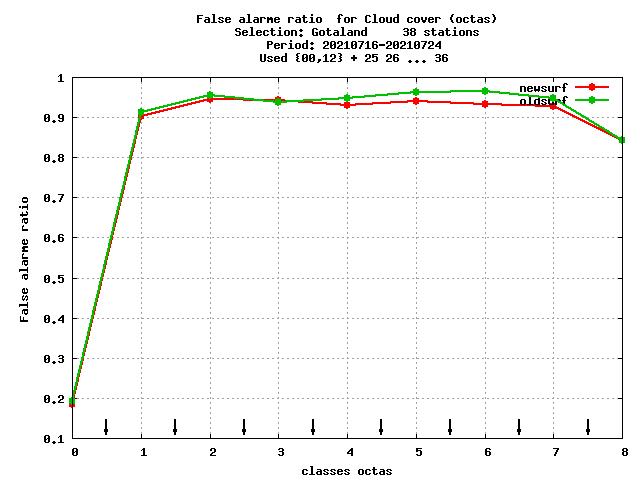 False alarme ratio  for Cloud cover (octas)
Selection: Gotaland     38 stations
Period: 20210716-20210724
Used {00,12} + 25 26 ... 36
newsurf
oldsurf
1
0.9
0.8
0.7
0.6
0.5
0.4
0.3
0.2
0.1
False alarme ratio
0 1 2 3 4 5 6 7 8
classes octas